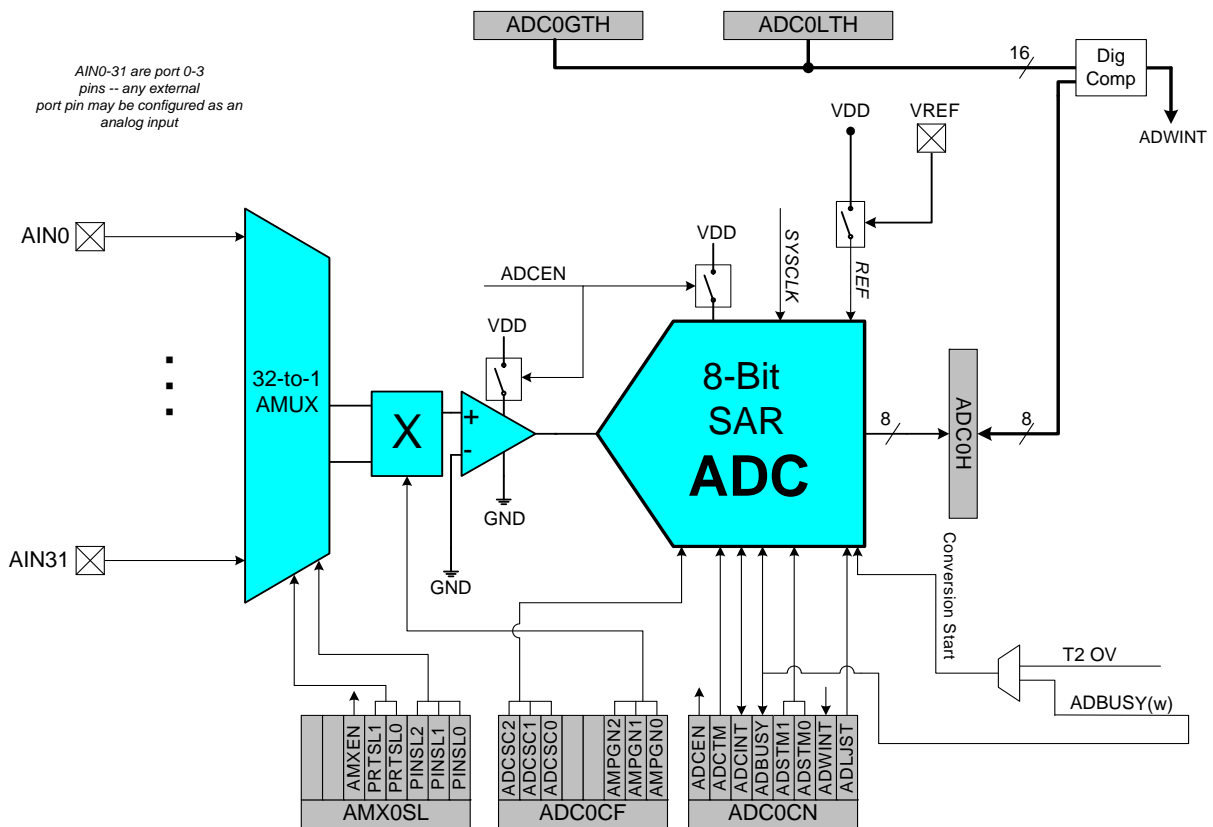 ADC0GTH
ADC0LTH
AIN0-31 are port 0-3
pins -- any external
port pin may be configured as an
analog input
16
Dig
Comp
ADWINT
VDD
VREF
AIN0
VDD
SYSCLK
REF
ADCEN
VDD
32-to-1
AMUX
X
+
-
8-Bit
SAR
ADC
8
ADC0H
8
GND
GND
AIN31
Conversion Start
T2 OV
ADBUSY(w)
AMXEN
PRTSL1
PRTSL0
PINSL2
PINSL1
PINSL0
AMX0SL
ADCSC2
ADCSC1
ADCSC0
AMPGN2
AMPGN1
AMPGN0
ADC0CF
ADCEN
ADCTM
ADCINT
ADBUSY
ADSTM1
ADSTM0
ADWINT
ADLJST
ADC0CN